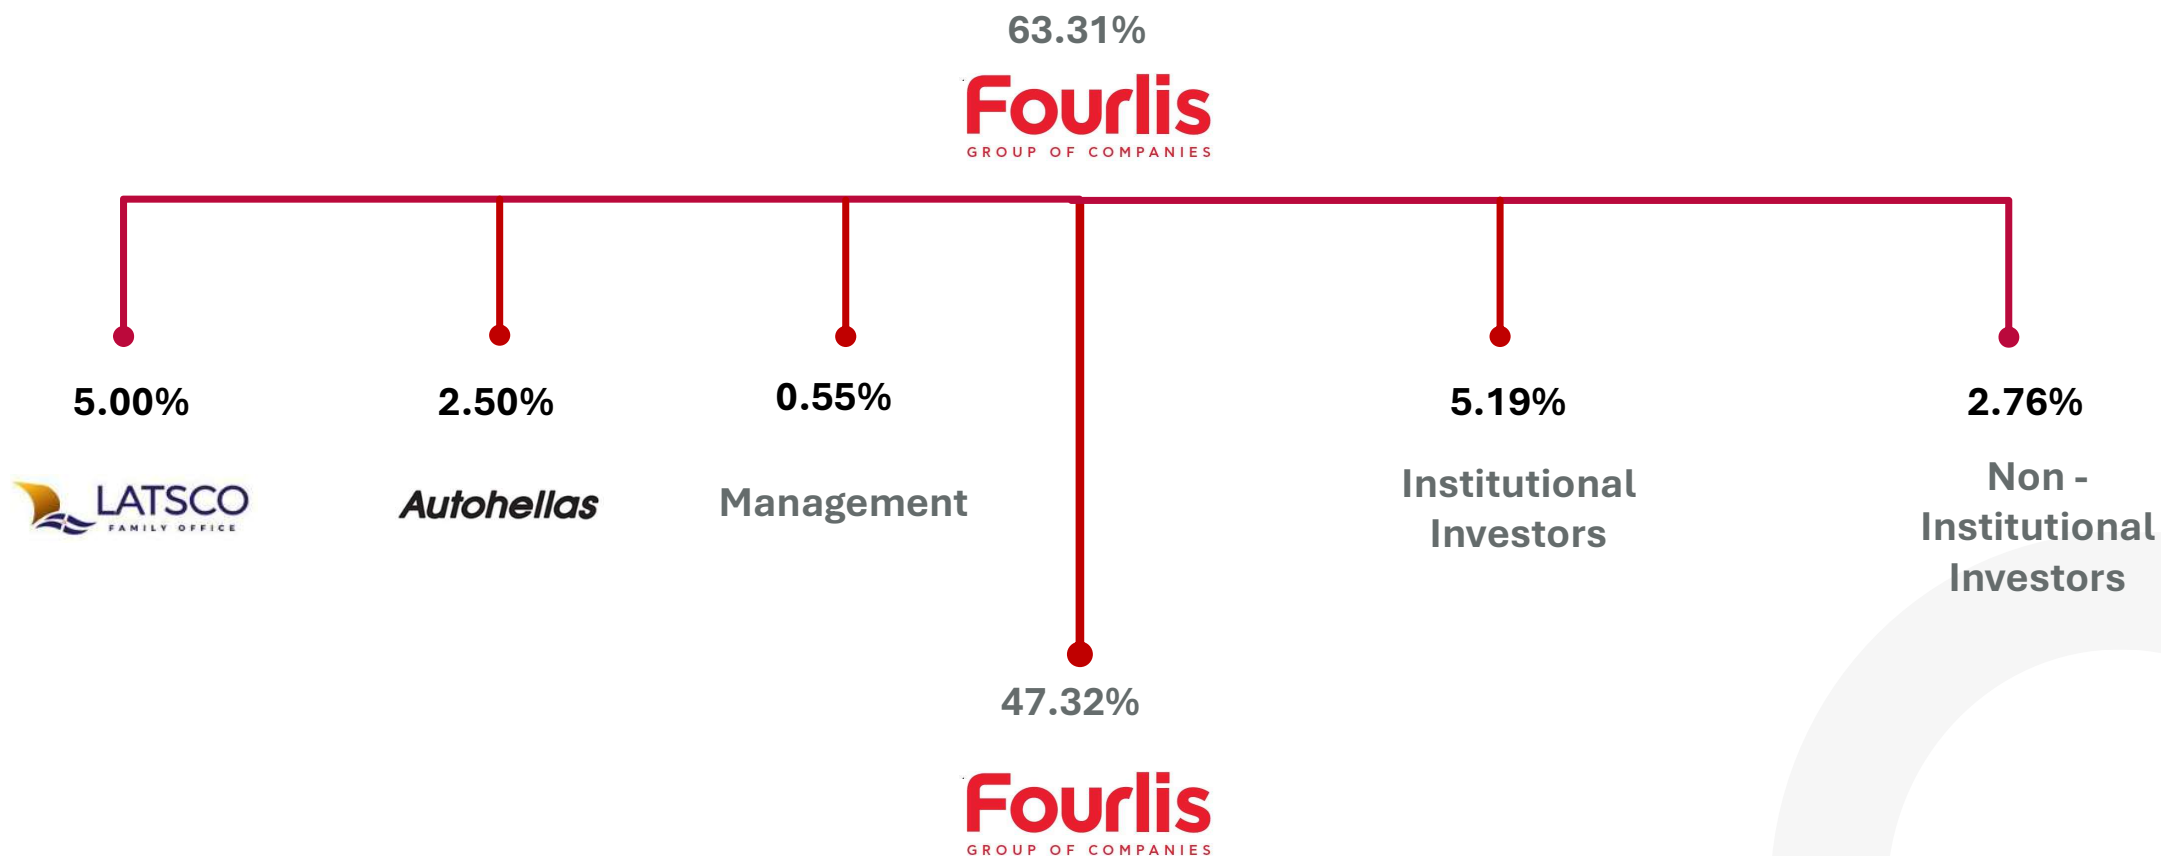 63.31%
Fourlis
GROUP OF COMPANIES
5.00%
2.50%
0.55%
5.19%
2.76%
LATSCO
FAMILY OFFICE
Autohellas
Management
Institutional
Investors
Non -
Institutional
Investors
47.32%
Fourlis
GROUP OF COMPANIES